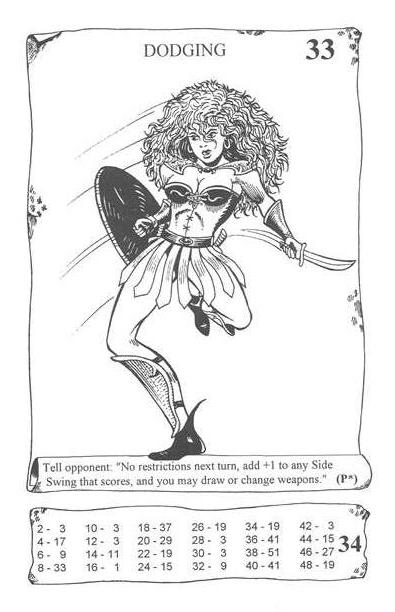 DODGING 33
Tell opponent: "No restrictions next turn, add +1 to any Side
Swing that scores, and you may draw or change weapons." (P*)
2 - 3 10 - 3 18 - 37 26 - 19 34 - 19 42 - 3
4 - 17 12 - 3 20 - 29 28 - 3 36 - 41 44 - 15 34
6 - 9 14 - 11 22 - 19 30 - 3 38 - 51 46 - 27
8 - 33 16 - 1 24 - 15 32 - 9 40 - 41 48 - 19